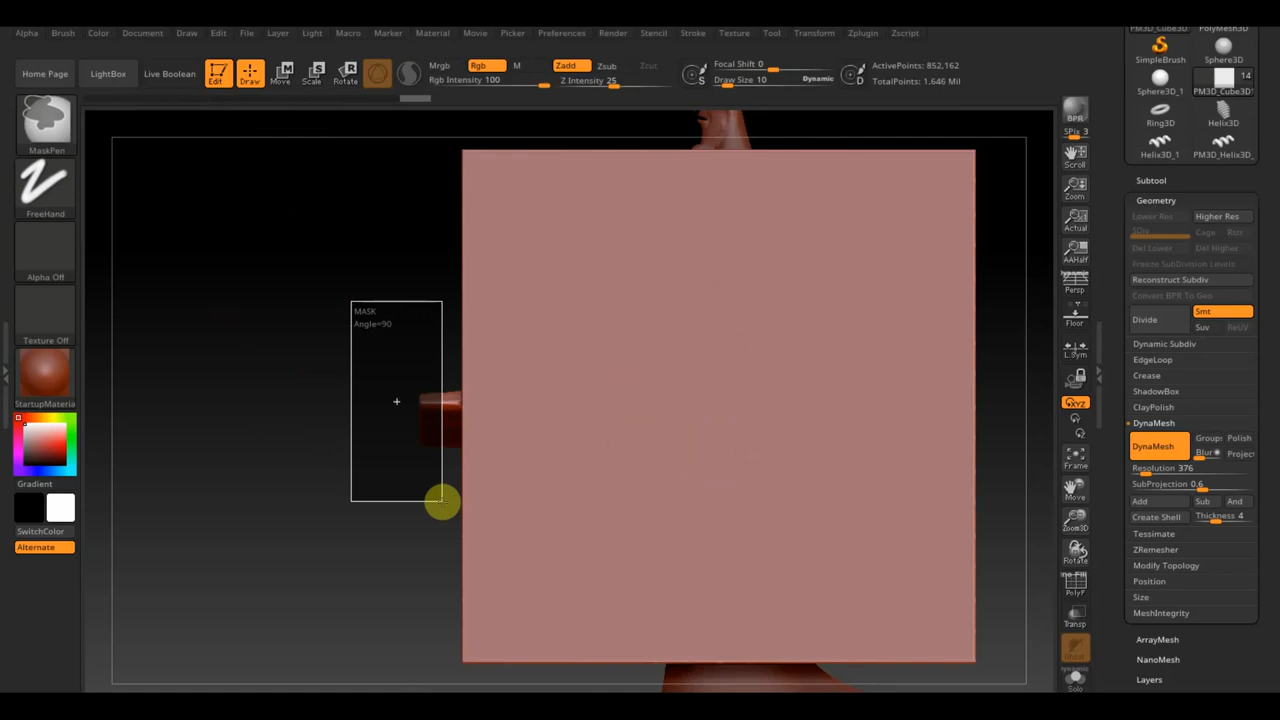 Alpha Brush Color Document Draw Edit File Layer Light Macro Marker Material Movie Picker Preferences Render Stencil Stroke Texture Tool Transform Zplugin Zscript
Home Page LightBox Live Boolean Edit Draw Move Scale Rotate
Mrgb Rgb M Zadd Zsub Zcut
Rgb Intensity 100 Z Intensity 25
Focal Shift 0
Draw Size 10 Dynamic
ActivePoints: 852,162
TotalPoints: 1.646 Mil
MaskPen
FreeHand
Alpha Off
Texture Off
StartupMateria
Gradient
SwitchColor
Alternate
MASK
Angle=90
BPR
SPix 3
Scroll
Zoom
Actual
AAHalf
Persp
Floor
L.Sym
XYZ
Frame
Move
Zoom3D
Rotate
PolyF
Transp
Solo
PM3D_Cube3D PolyMesh3D
SimpleBrush Sphere3D
14
Sphere3D_1 PM3D_Cube3D
Ring3D Helix3D
Helix3D_1 PM3D_Helix3D_
Subtool
Geometry
Lower Res Higher Res
SDiv Cage Rstr
Del Lower Del Higher
Freeze SubDivision Levels
Reconstruct Subdiv
Convert BPR To Geo
Divide Smt
Suv ReUV
Dynamic Subdiv
EdgeLoop
Crease
ShadowBox
ClayPolish
DynaMesh
DynaMesh Groups Polish
Blur Project
Resolution 376
SubProjection 0.6
Add Sub And
Create Shell Thickness 4
Tessimate
ZRemesher
Modify Topology
Position
Size
MeshIntegrity
ArrayMesh
NanoMesh
Layers